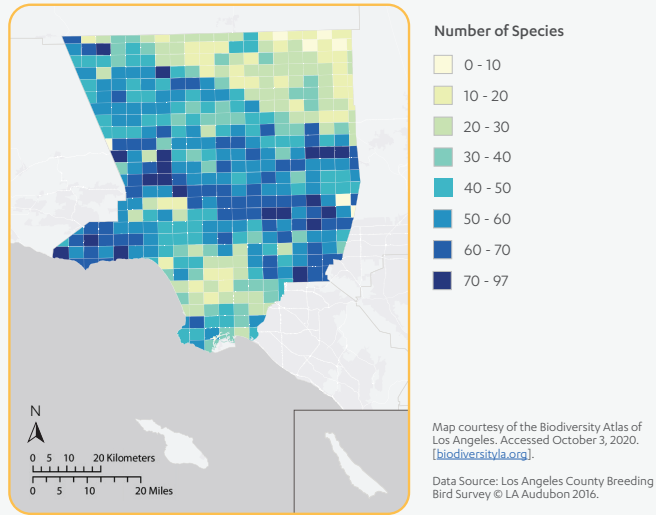 Number of Species
0 - 10
10 - 20
20 - 30
30 - 40
40 - 50
50 - 60
60 - 70
70 - 97
N
0 5 10 20 Kilometers
0 5 10 20 Miles
Map courtesy of the Biodiversity Atlas of
Los Angeles. Accessed October 3, 2020.
[biodiversityla.org].
Data Source: Los Angeles County Breeding
Bird Survey © LA Audubon 2016.